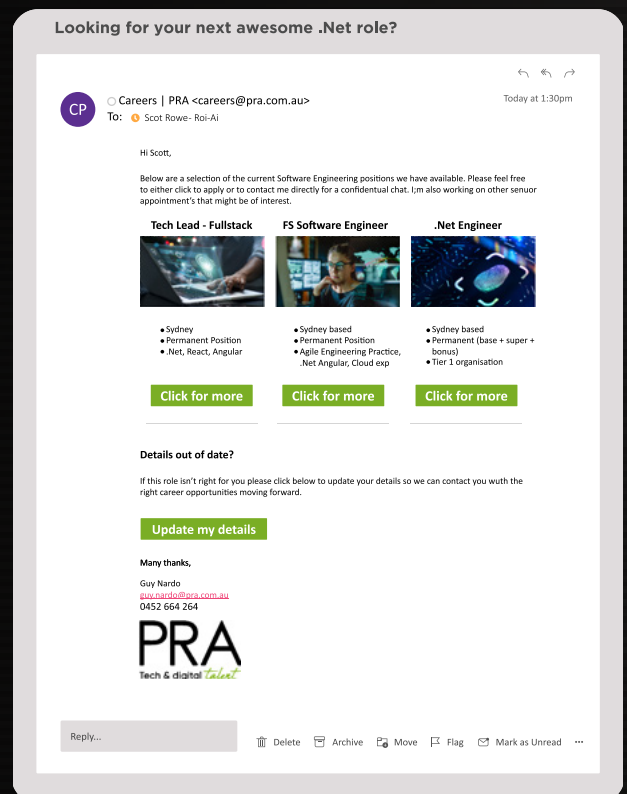 Looking for your next awesome .Net role?
CP
Careers | PRA <careers@pra.com.au>
Today at 1:30pm
To: Scot Rowe- Roi-Ai
Hi Scott,
Below are a selection of the current Software Engineering positions we have available. Please feel free
to either click to apply or to contact me directly for a confidentual chat. I;m also working on other senuor
appointment's that might be of interest.
Tech Lead - Fullstack
●Sydney
●Permanent Position
●.Net, React, Angular
Click for more
FS Software Engineer
●Sydney based
●Permanent Position
●Agile Engineering Practice,
.Net Angular, Cloud exp
Click for more
.Net Engineer
●Sydney based
●Permanent (base + super +
bonus)
●Tier 1 organisation
Click for more
Details out of date?
If this role isn't right for you please click below to update your details so we can contact you wuth the
right career opportunities moving forward.
Update my details
Many thanks,
Guy Nardo
guy.nardo@pra.com.au
0452 664 264
PRA
Tech & digital talent
Reply...
Delete
Archive
Move
Flag
Mark as Unread
...